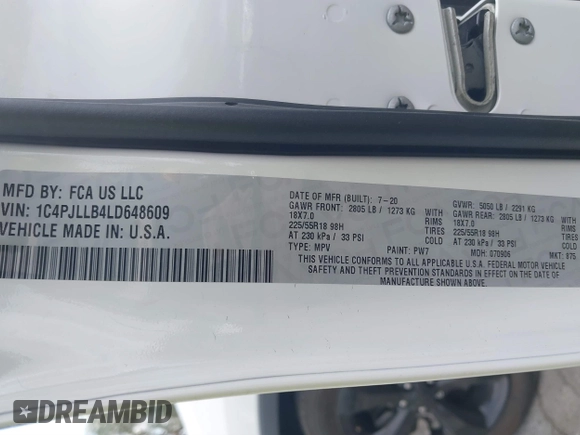 MFD BY: FCA US LLC
VIN: 1C4PJLLB4LD648609
VEHICLE MADE IN: U.S.A.
DATE OF MFR (BUILT): 7-20
GVWR: 5050 LB / 2291 KG
GAWR FRONT: 2805 LB / 1273 KG WITH
GAWR REAR: 2805 LB / 1273 KG WITH
18X7.0 RIMS
18X7.0 RIMS
225/55R18 98H TIRES
225/55R18 98H TIRES
AT 230 kPa / 33 PSI COLD
AT 230 kPa / 33 PSI COLD
TYPE: MPV PAINT: PW7 MDH: 070906 MKT: 875
THIS VEHICLE CONFORMS TO ALL APPLICABLE U.S.A. FEDERAL MOTOR VEHICLE
SAFETY AND THEFT PREVENTION STANDARDS IN EFFECT ON THE DATE OF
MANUFACTURE SHOWN ABOVE.
DREAMBID